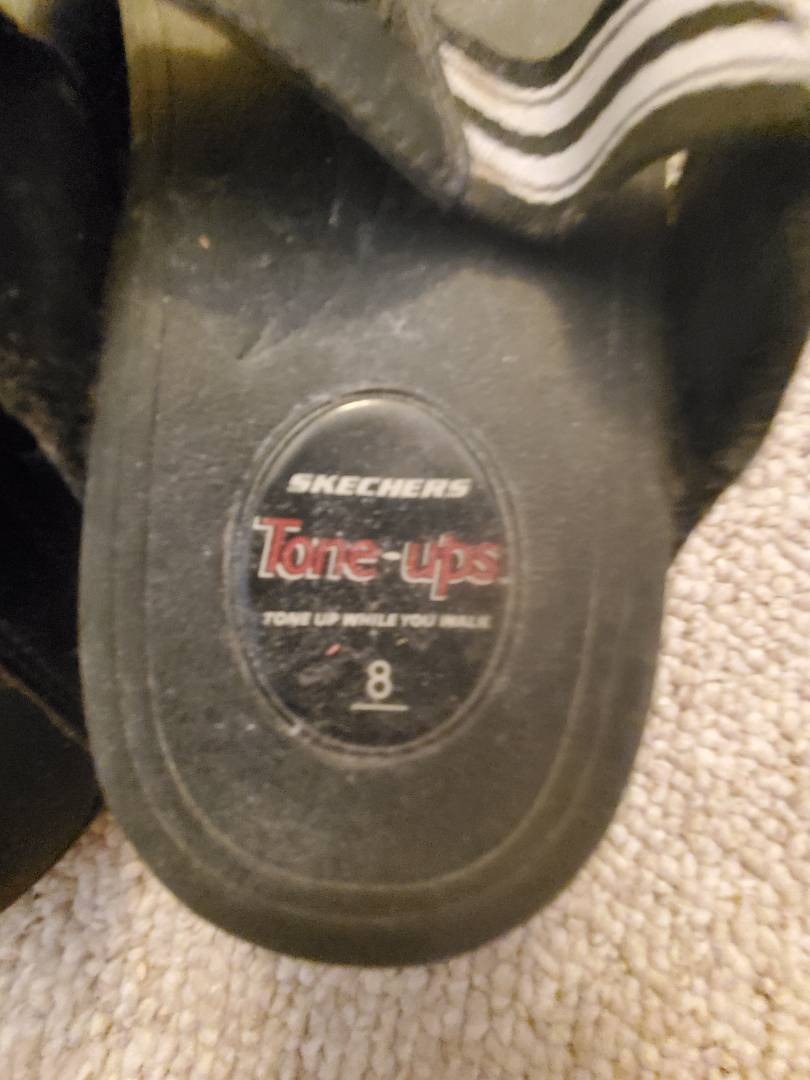 SKECHERS
Tone-ups
TONE UP WHILE YOU WALK
8